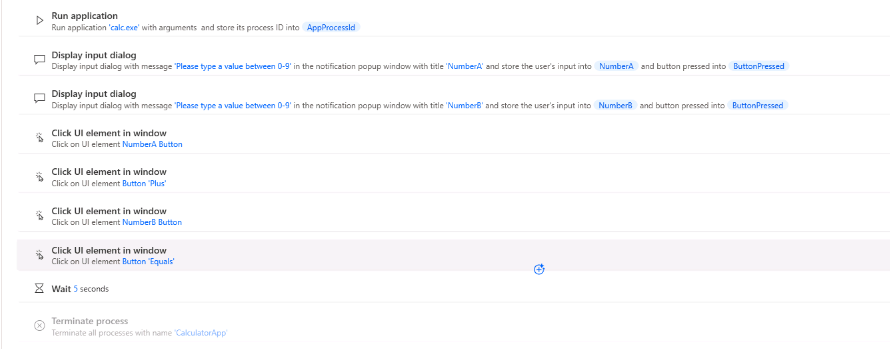 Run application
Run application 'calc.exe' with arguments and store its process ID into AppProcessId
Display input dialog
Display input dialog with message 'Please type a value between 0-9' in the notification popup window with title 'NumberA' and store the user's input into NumberA and button pressed into ButtonPressed
Display input dialog
Display input dialog with message 'Please type a value between 0-9' in the notification popup window with title 'NumberB' and store the user's input into NumberB and button pressed into ButtonPressed
Click UI element in window
Click on UI element NumberA Button
Click UI element in window
Click on UI element Button 'Plus'
Click UI element in window
Click on UI element NumberB Button
Click UI element in window
Click on UI element Button 'Equals'
Wait 5 seconds
Terminate process
Terminate all processes with name 'CalculatorApp'